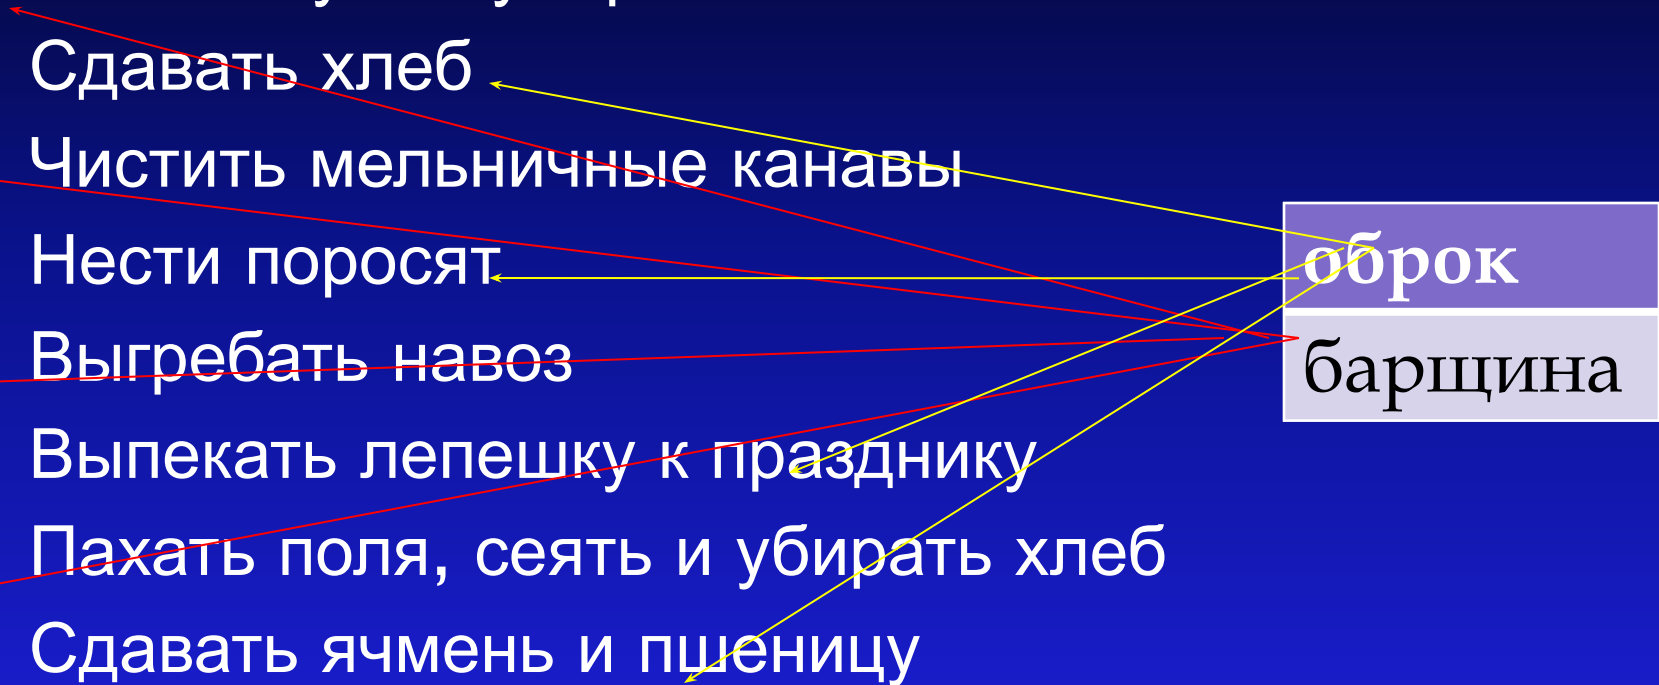 Сдавать хлеб
Чистить мельничные канавы
Нести поросят
Выгребать навоз
Выпекать лепешку к празднику
Пахать поля, сеять и убирать хлеб
Сдавать ячмень и пшеницу
оброк
барщина